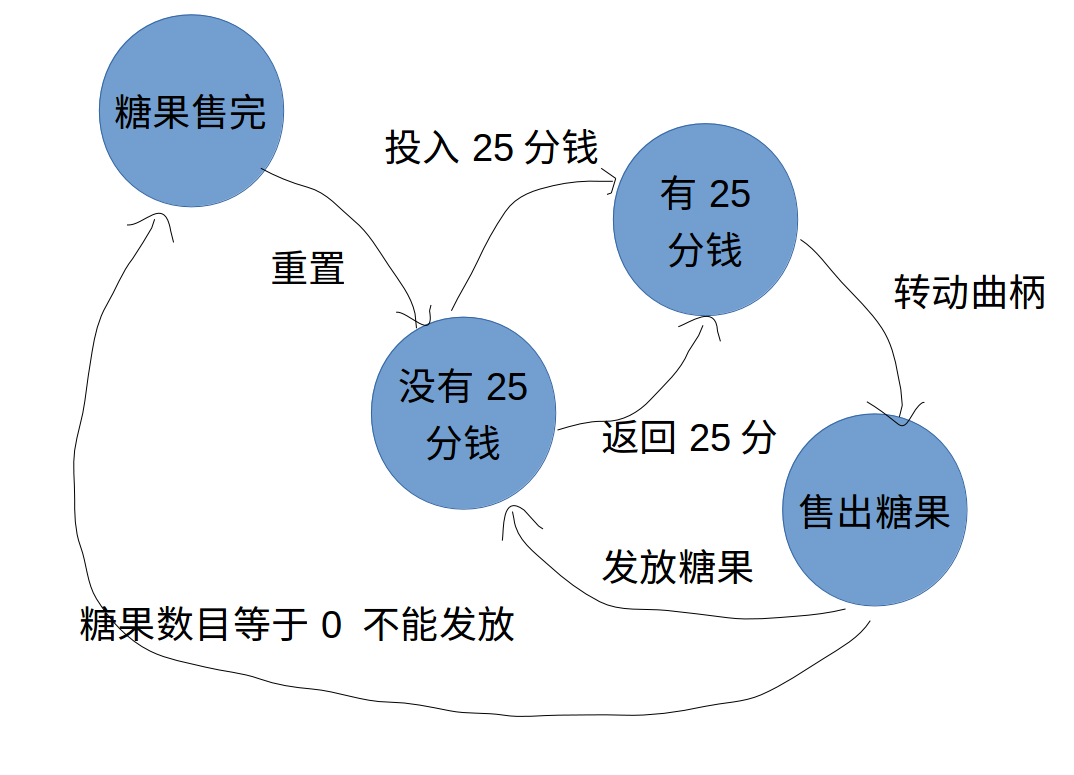 糖果售完
投入 25 分钱
有 25
分钱
重置
转动曲柄
没有 25
分钱
返回 25 分
售出糖果
发放糖果
糖果数目等于 0 不能发放